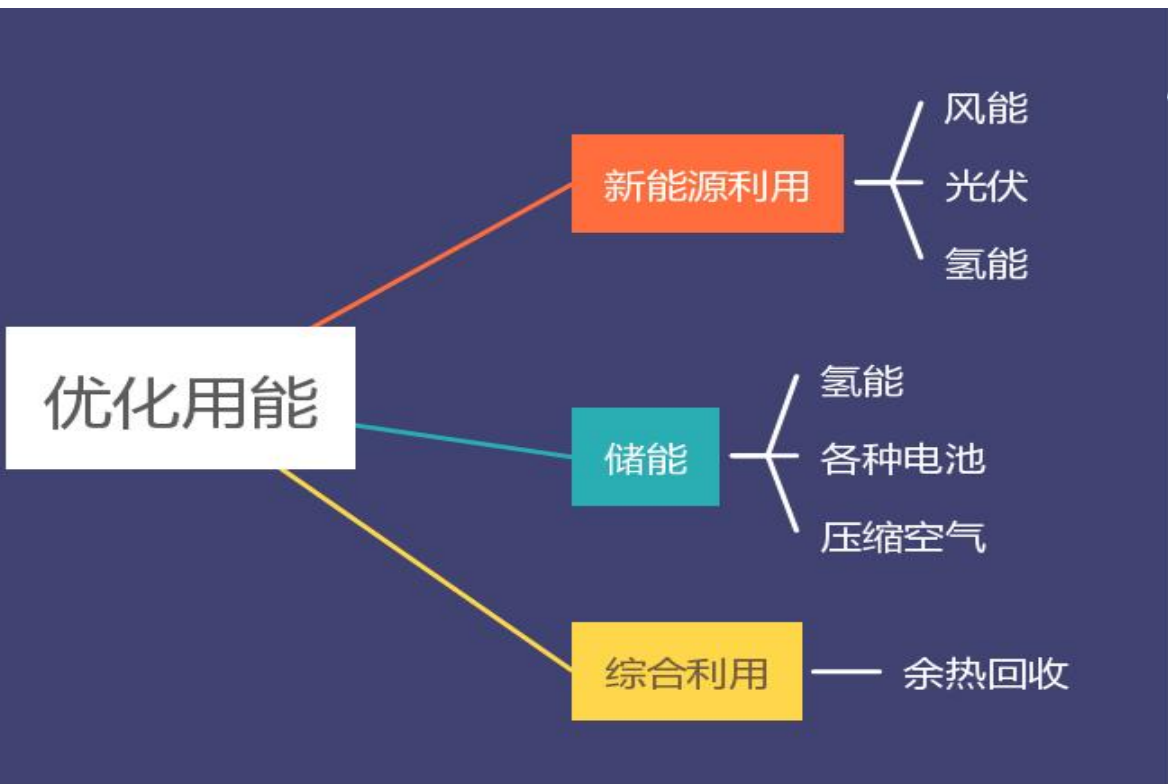 优化用能
新能源利用
风能
光伏
氢能
储能
氢能
各种电池
压缩空气
综合利用
余热回收